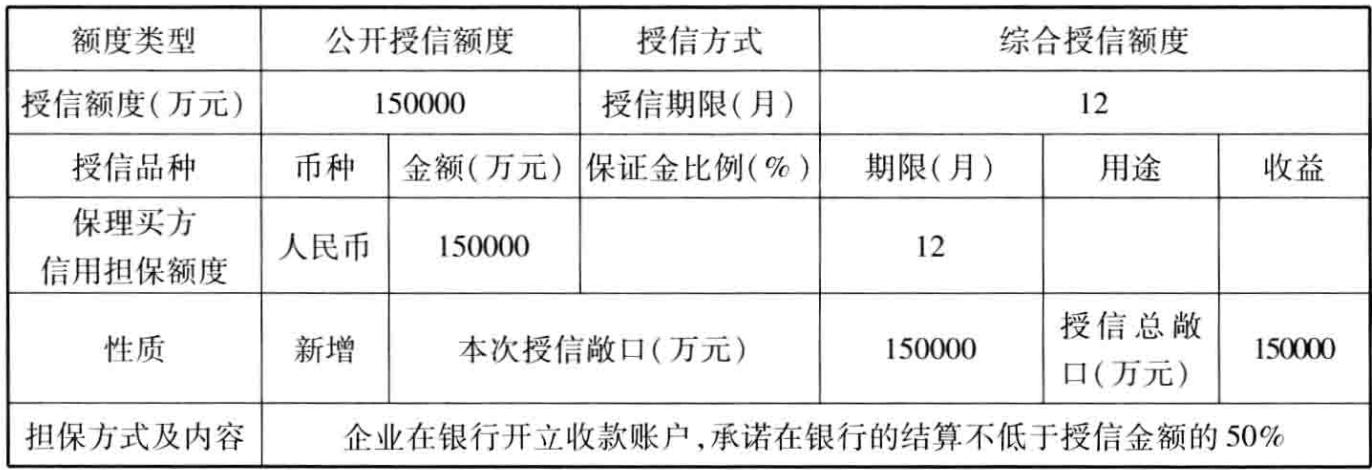 额度类型 公开授信额度 授信方式 综合授信额度
授信额度(万元) 150000 授信期限(月) 12
授信品种 币种 金额(万元) 保证金比例(%) 期限(月) 用途 收益
保理买方
信用担保额度 人民币 150000 12
性质 新增 本次授信敞口(万元) 150000 授信总敞
口(万元) 150000
担保方式及内容 企业在银行开立收款账户,承诺在银行的结算不低于授信金额的50%